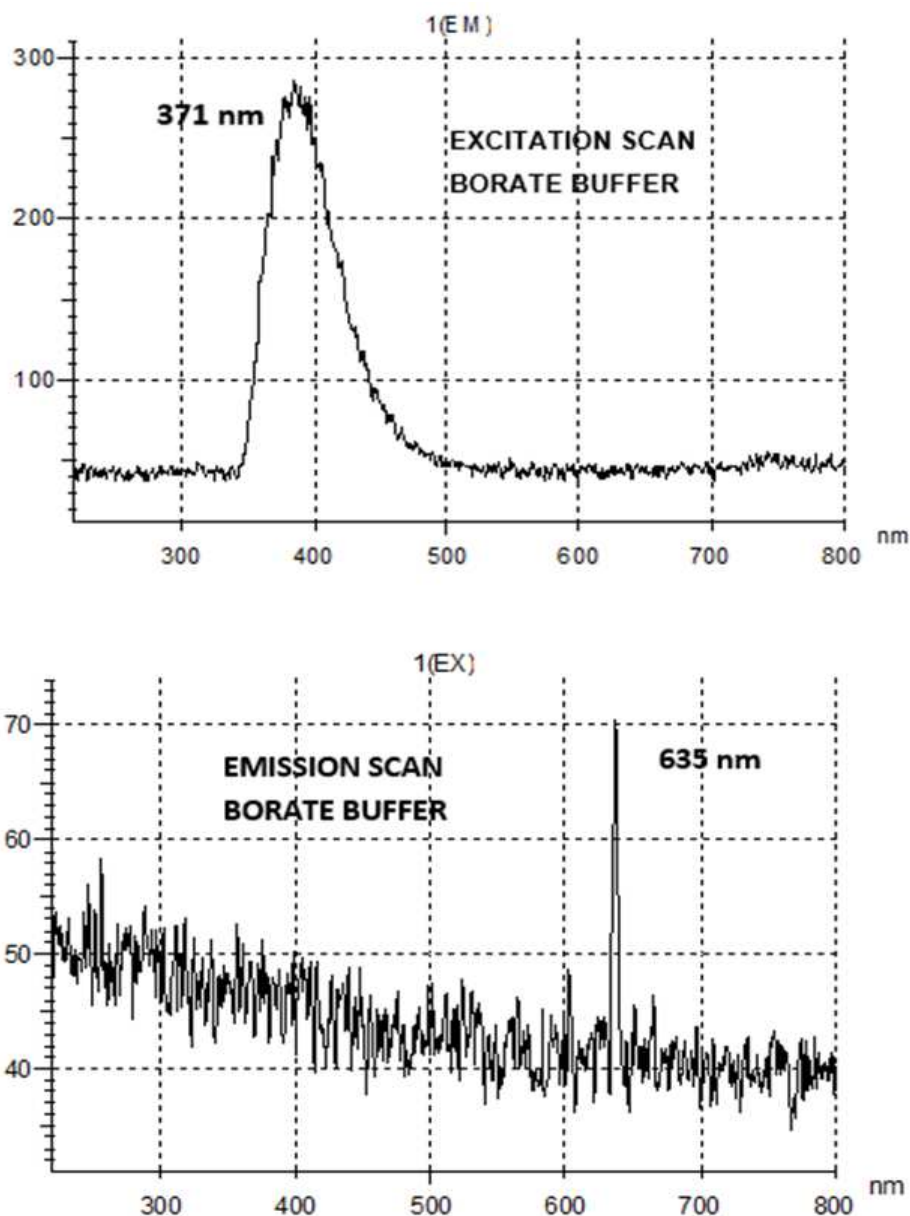 1(EM)
300
371 nm
EXCITATION SCAN
BORATE BUFFER
200
100
300 400 500 600 700 800 nm
1(EX)
70
635 nm
EMISSION SCAN
BORATE BUFFER
60
50
40
300 400 500 600 700 800 nm